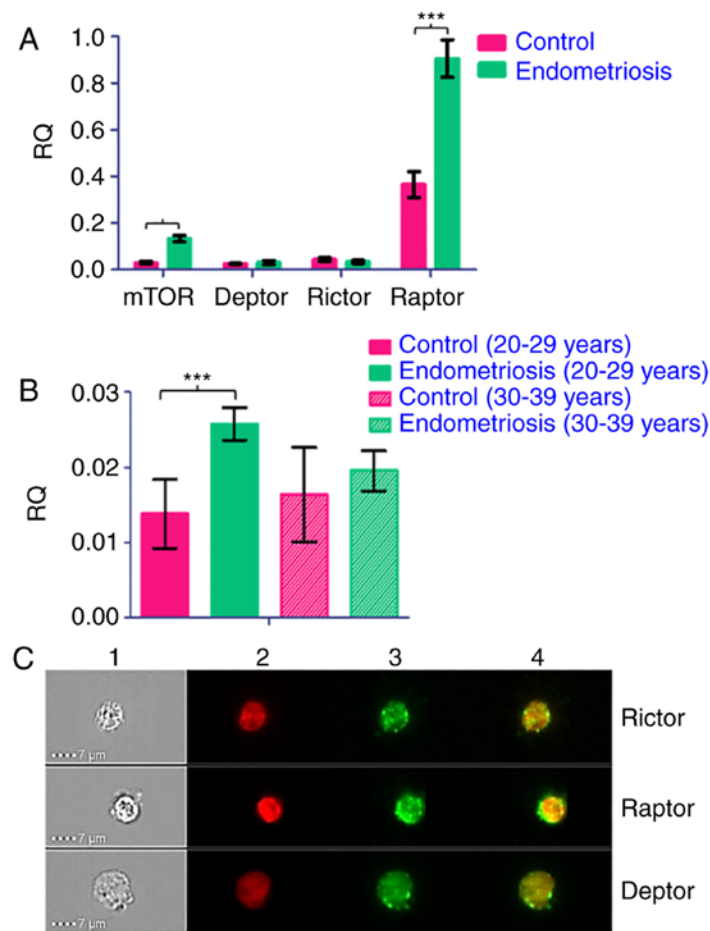 A
***
Control
Endometriosis
1.0
0.8
0.6
0.4
0.2
0.0
RQ
mTOR Deptor Rictor Raptor
Control (20-29 years)
Endometriosis (20-29 years)
Control (30-39 years)
Endometriosis (30-39 years)
B
***
0.03
0.02
0.01
0.00
RQ
C 1 2 3 4
7 µm
Rictor
7 µm
Raptor
7 µm
Deptor